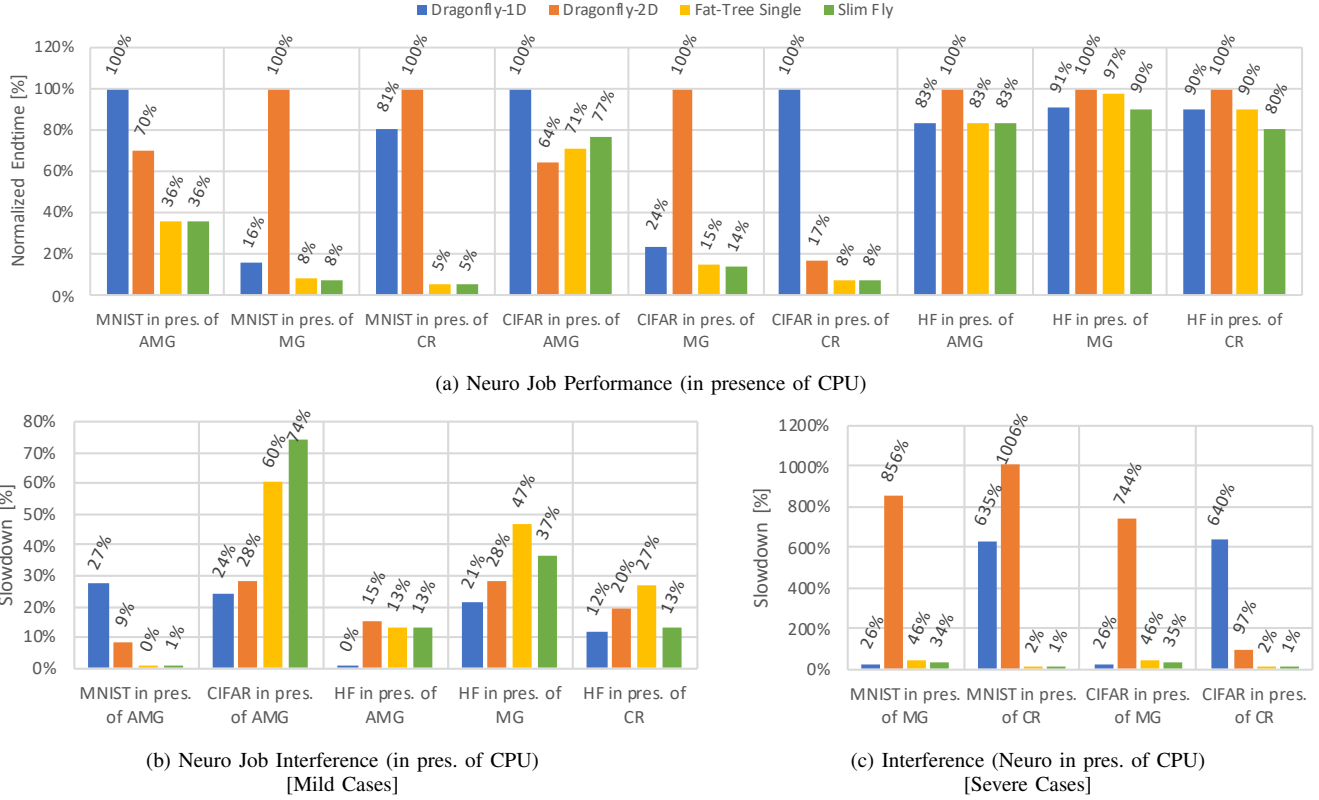 Dragonfly-1D Dragonfly-2D Fat-Tree Single Slim Fly
Normalized Endtime [%]
120%
100%
80%
60%
40%
20%
0%
100% 70% 36% 36%
16% 100% 8% 8%
81% 100% 5% 5%
100% 64% 71% 77%
24% 100% 15% 14%
100% 17% 8% 8%
83% 100% 83% 83%
91% 100% 97% 90%
90% 100% 90% 80%
MNIST in pres. of AMG
MNIST in pres. of MG
MNIST in pres. of CR
CIFAR in pres. of AMG
CIFAR in pres. of MG
CIFAR in pres. of CR
HF in pres. of AMG
HF in pres. of MG
HF in pres. of CR
(a) Neuro Job Performance (in presence of CPU)
Slowdown [%]
80%
70%
60%
50%
40%
30%
20%
10%
0%
27% 9% 0% 1%
24% 28% 60% 74%
0% 15% 13% 13%
21% 28% 47% 37%
12% 20% 27% 13%
MNIST in pres. of AMG
CIFAR in pres. of AMG
HF in pres. of AMG
HF in pres. of MG
HF in pres. of CR
(b) Neuro Job Interference (in pres. of CPU)
[Mild Cases]
Slowdown [%]
1200%
1000%
800%
600%
400%
200%
0%
26% 856% 46% 34%
635% 1006% 2% 1%
26% 744% 46% 35%
640% 97% 2% 1%
MNIST in pres. of MG
MNIST in pres. of CR
CIFAR in pres. of MG
CIFAR in pres. of CR
(c) Interference (Neuro in pres. of CPU)
[Severe Cases]